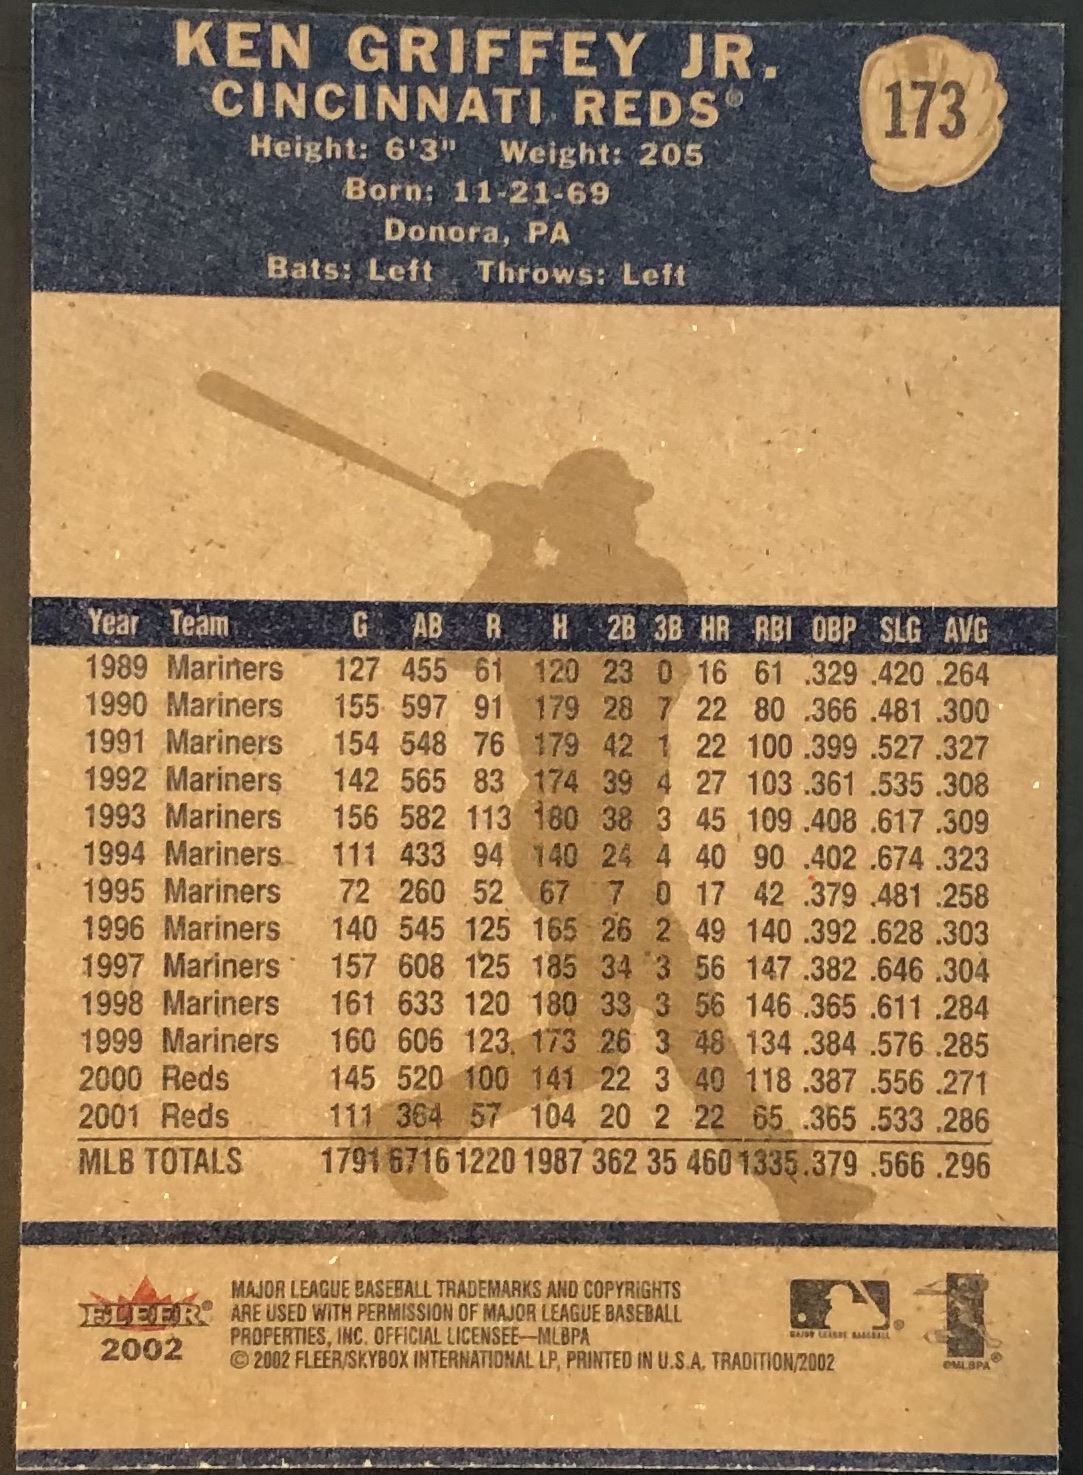 KEN GRIFFEY JR.
173
CINCINNATI REDS®
Height: 6'3" Weight: 205
Born: 11-21-69
Donora, PA
Bats: Left Throws: Left
Year Team G AB R H 2B 3B HR RBI OBP SLG AVG
1989 Mariners 127 455 61 120 23 0 16 61 .329 .420 .264
1990 Mariners 155 597 91 179 28 7 22 80 .366 .481 .300
1991 Mariners 154 548 76 179 42 1 22 100 .399 .527 .327
1992 Mariners 142 565 83 174 39 4 27 103 .361 .535 .308
1993 Mariners 156 582 113 180 38 3 45 109 .408 .617 .309
1994 Mariners 111 433 94 140 24 4 40 90 .402 .674 .323
1995 Mariners 72 260 52 67 7 0 17 42 .379 .481 .258
1996 Mariners 140 545 125 165 26 2 49 140 .392 .628 .303
1997 Mariners 157 608 125 185 34 3 56 147 .382 .646 .304
1998 Mariners 161 633 120 180 33 3 56 146 .365 .611 .284
1999 Mariners 160 606 123 173 26 3 48 134 .384 .576 .285
2000 Reds 145 520 100 141 22 3 40 118 .387 .556 .271
2001 Reds 111 364 57 104 20 2 22 65 .365 .533 .286
MLB TOTALS 1791 6716 1220 1987 362 35 460 1335 .379 .566 .296
FLEER®
2002
MAJOR LEAGUE BASEBALL TRADEMARKS AND COPYRIGHTS
ARE USED WITH PERMISSION OF MAJOR LEAGUE BASEBALL
PROPERTIES, INC. OFFICIAL LICENSEE—MLBPA
© 2002 FLEER/SKYBOX INTERNATIONAL LP, PRINTED IN U.S.A. TRADITION/2002
MAJOR LEAGUE BASEBALL®
©MLBPA®